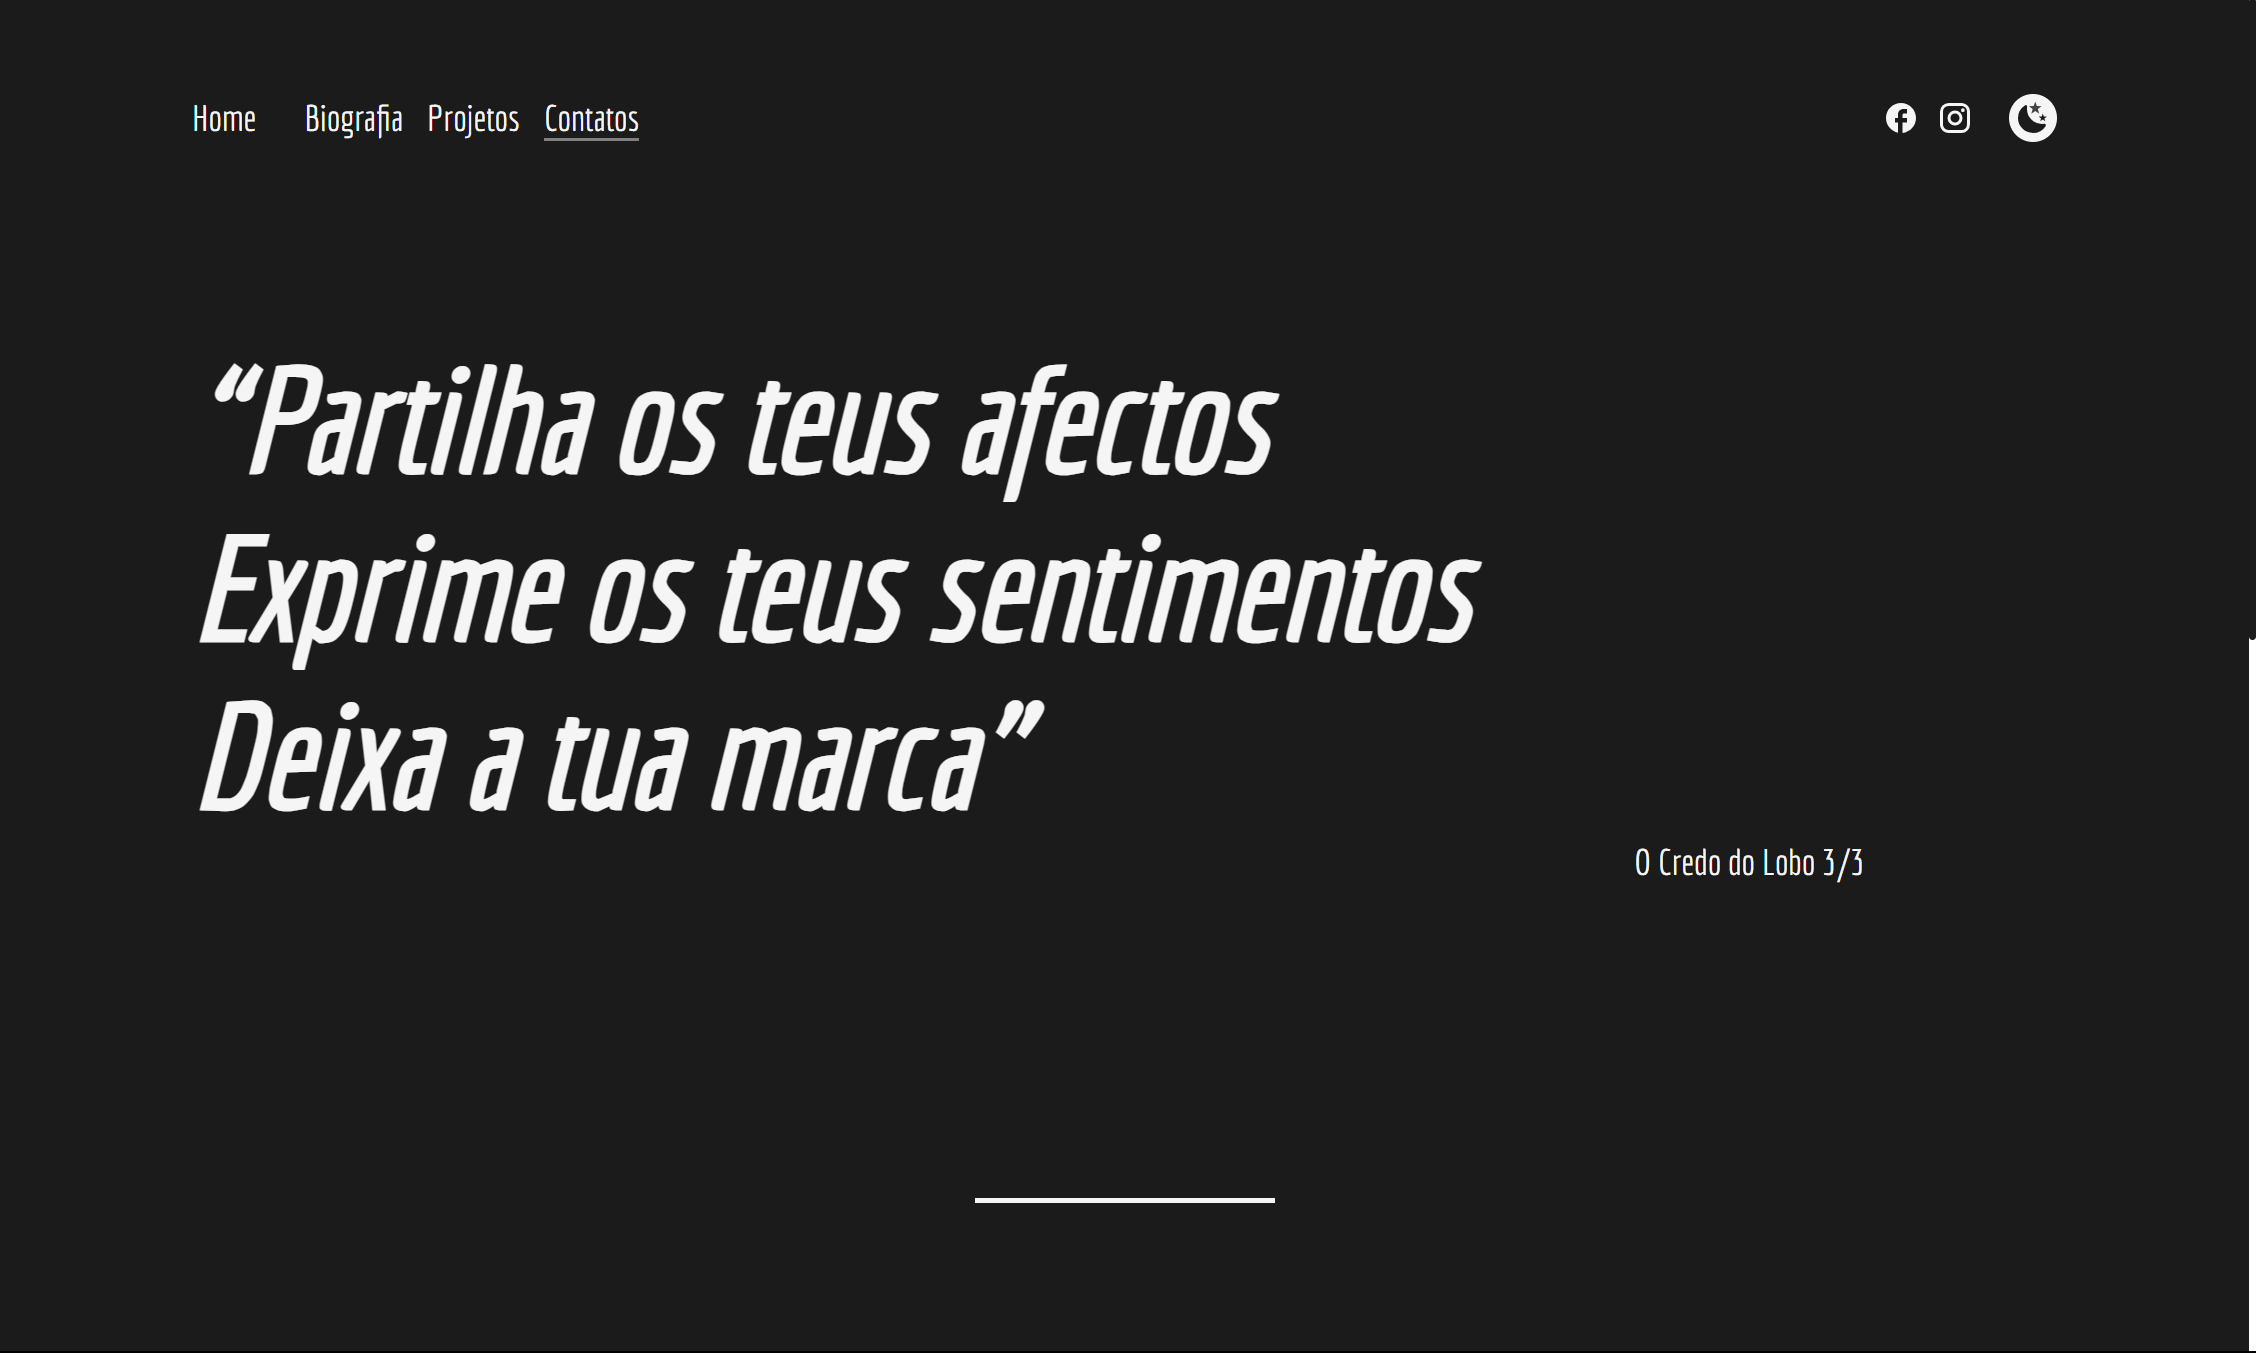 Home Biografia Projetos Contatos
“Partilha os teus afectos
Exprime os teus sentimentos
Deixa a tua marca”
O Credo do Lobo 3/3